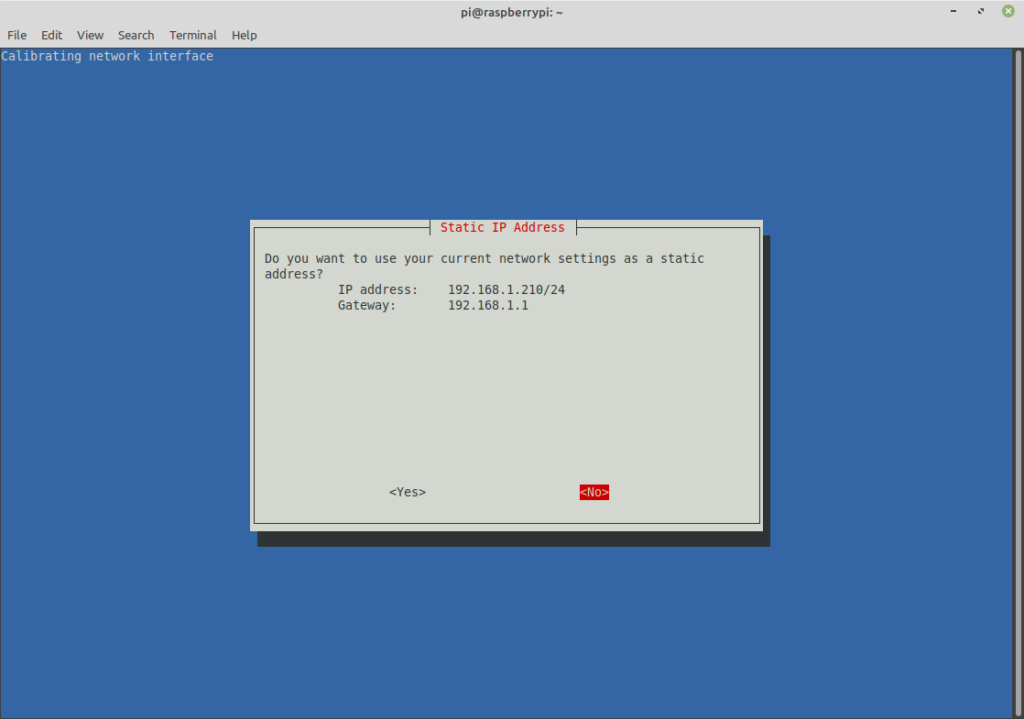 pi@raspberrypi: ~
File Edit View Search Terminal Help
Calibrating network interface
Static IP Address
Do you want to use your current network settings as a static
address?
IP address: 192.168.1.210/24
Gateway: 192.168.1.1
<Yes> <No>